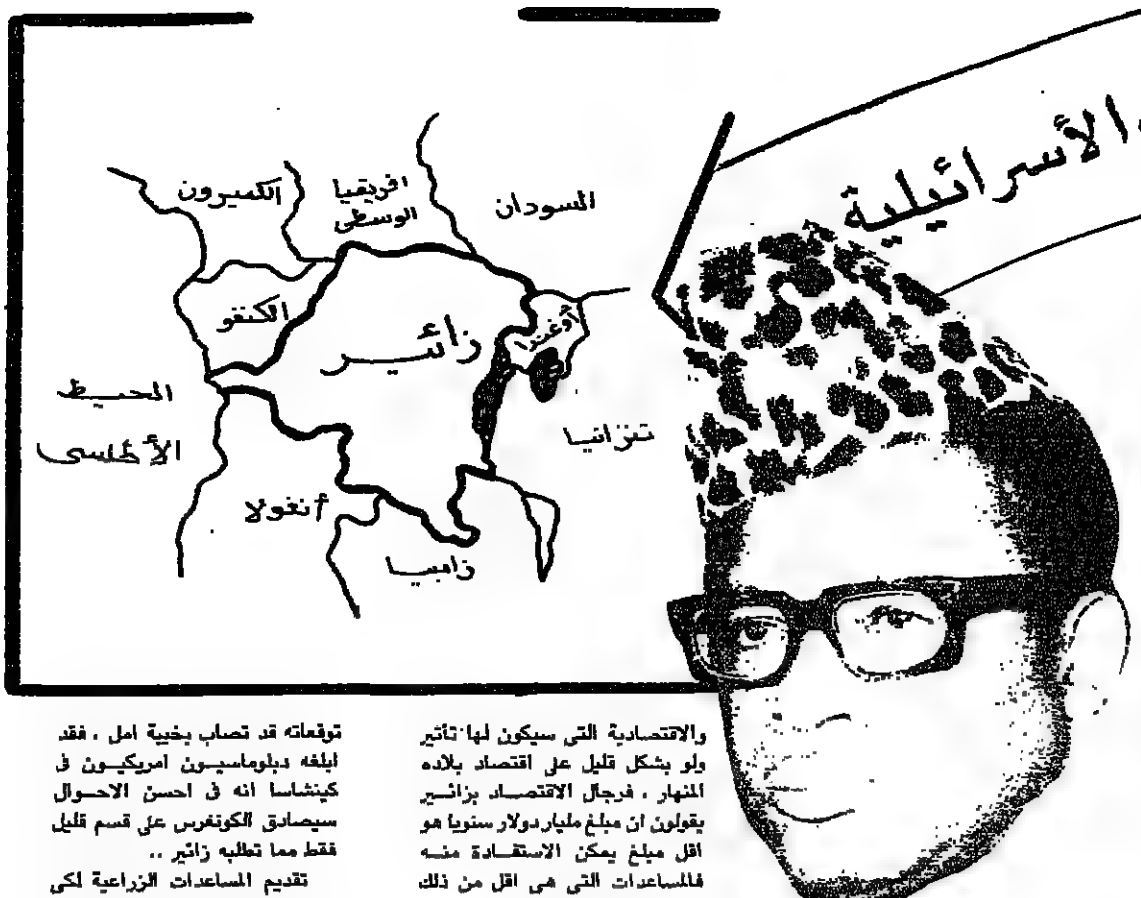 والأسرائيلية
الكميرون
افريقيا
الوسطى
السودان
الكنغو
زائير
أوغندا
المحيط
الأطلسى
تنزانيا
أنغولا
زامبيا
والاقتصادية التى سيكون لها تأثير
ولو بشكل قليل على اقتصاد بلاده
المنهار ، فرجال الاقتصاد بزائير
يقولون ان مبلغ مليار دولار سنويا هو
اقل مبلغ يمكن الاستفادة منه
فالمساعدات التى هى اقل من ذلك
توقعاته قد تصاب بخيبة امل ، فقد
ابلغه دبلوماسيون امريكيون فى
كينشاسا انه فى احسن الاحوال
سيصادق الكونغرس على قسم قليل
فقط مما تطلبه زائير ..
تقديم المساعدات الزراعية لكى